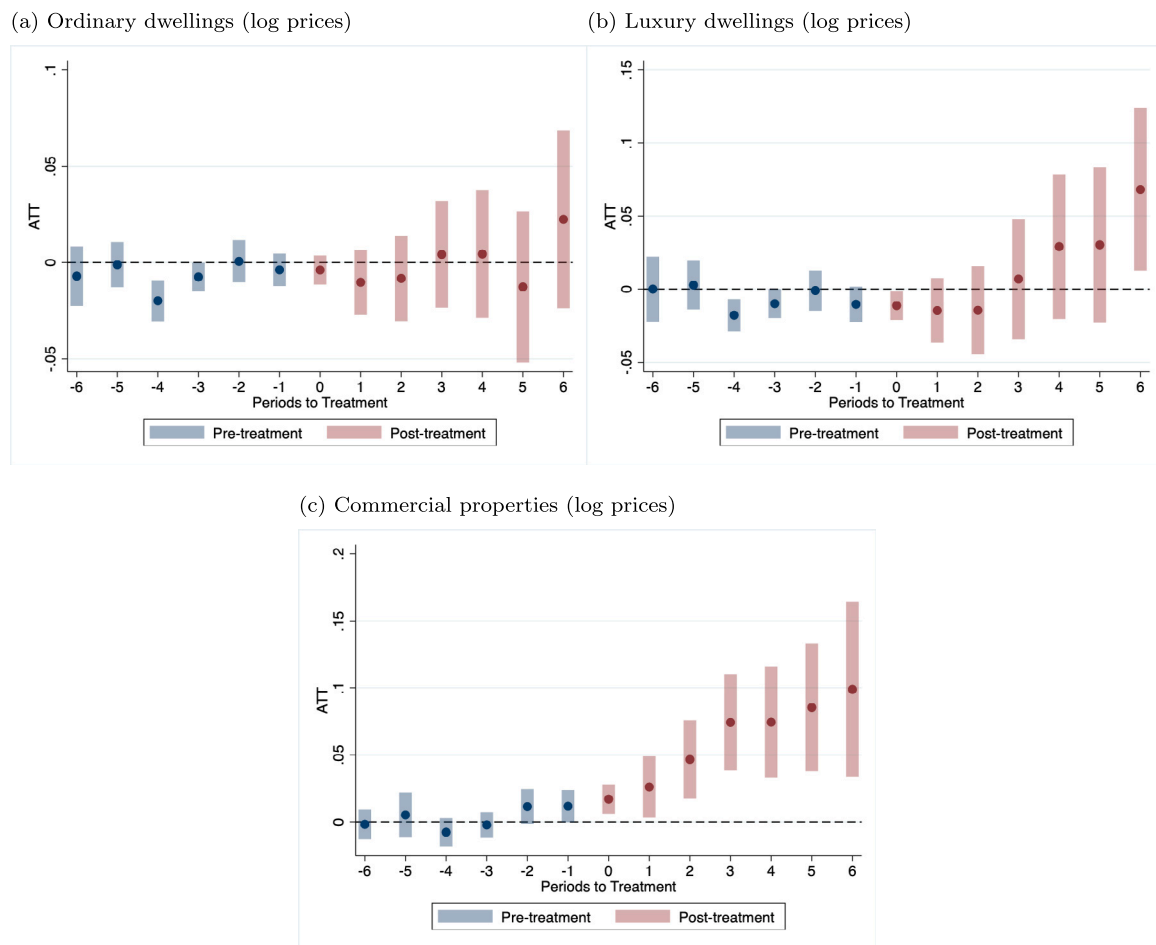 (a) Ordinary dwellings (log prices)
.1
.05
0
-.05
ATT
-6 -5 -4 -3 -2 -1 0 1 2 3 4 5 6
Periods to Treatment
Pre-treatment Post-treatment
(b) Luxury dwellings (log prices)
.15
.1
.05
0
-.05
ATT
-6 -5 -4 -3 -2 -1 0 1 2 3 4 5 6
Periods to Treatment
Pre-treatment Post-treatment
(c) Commercial properties (log prices)
.2
.15
.1
.05
0
ATT
-6 -5 -4 -3 -2 -1 0 1 2 3 4 5 6
Periods to Treatment
Pre-treatment Post-treatment